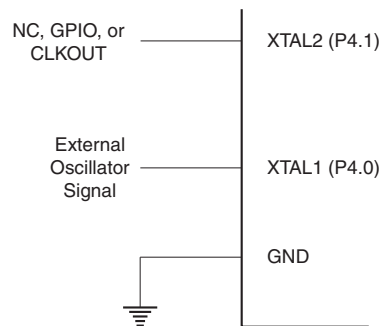 NC, GPIO, or
CLKOUT
XTAL2 (P4.1)
External
Oscillator
Signal
XTAL1 (P4.0)
GND